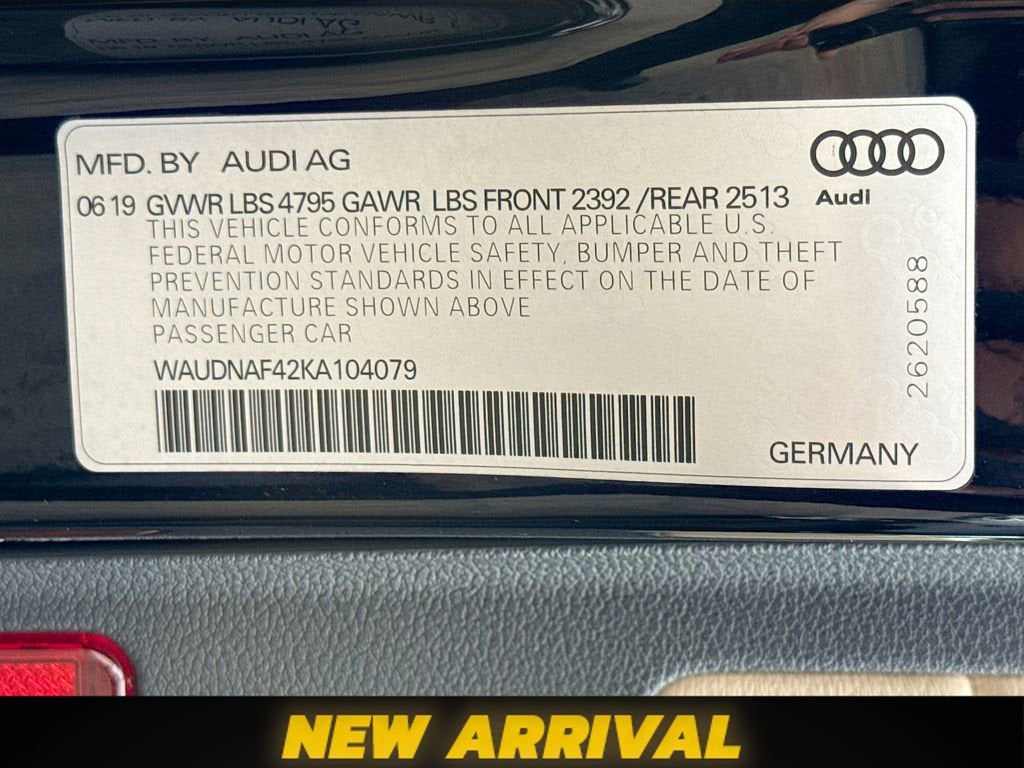 MFD. BY AUDI AG
Audi
06 19 GVWR LBS 4795 GAWR LBS FRONT 2392 /REAR 2513
THIS VEHICLE CONFORMS TO ALL APPLICABLE U.S.
FEDERAL MOTOR VEHICLE SAFETY, BUMPER AND THEFT
PREVENTION STANDARDS IN EFFECT ON THE DATE OF
MANUFACTURE SHOWN ABOVE
PASSENGER CAR
WAUDNAF42KA104079
2620588
GERMANY
NEW ARRIVAL